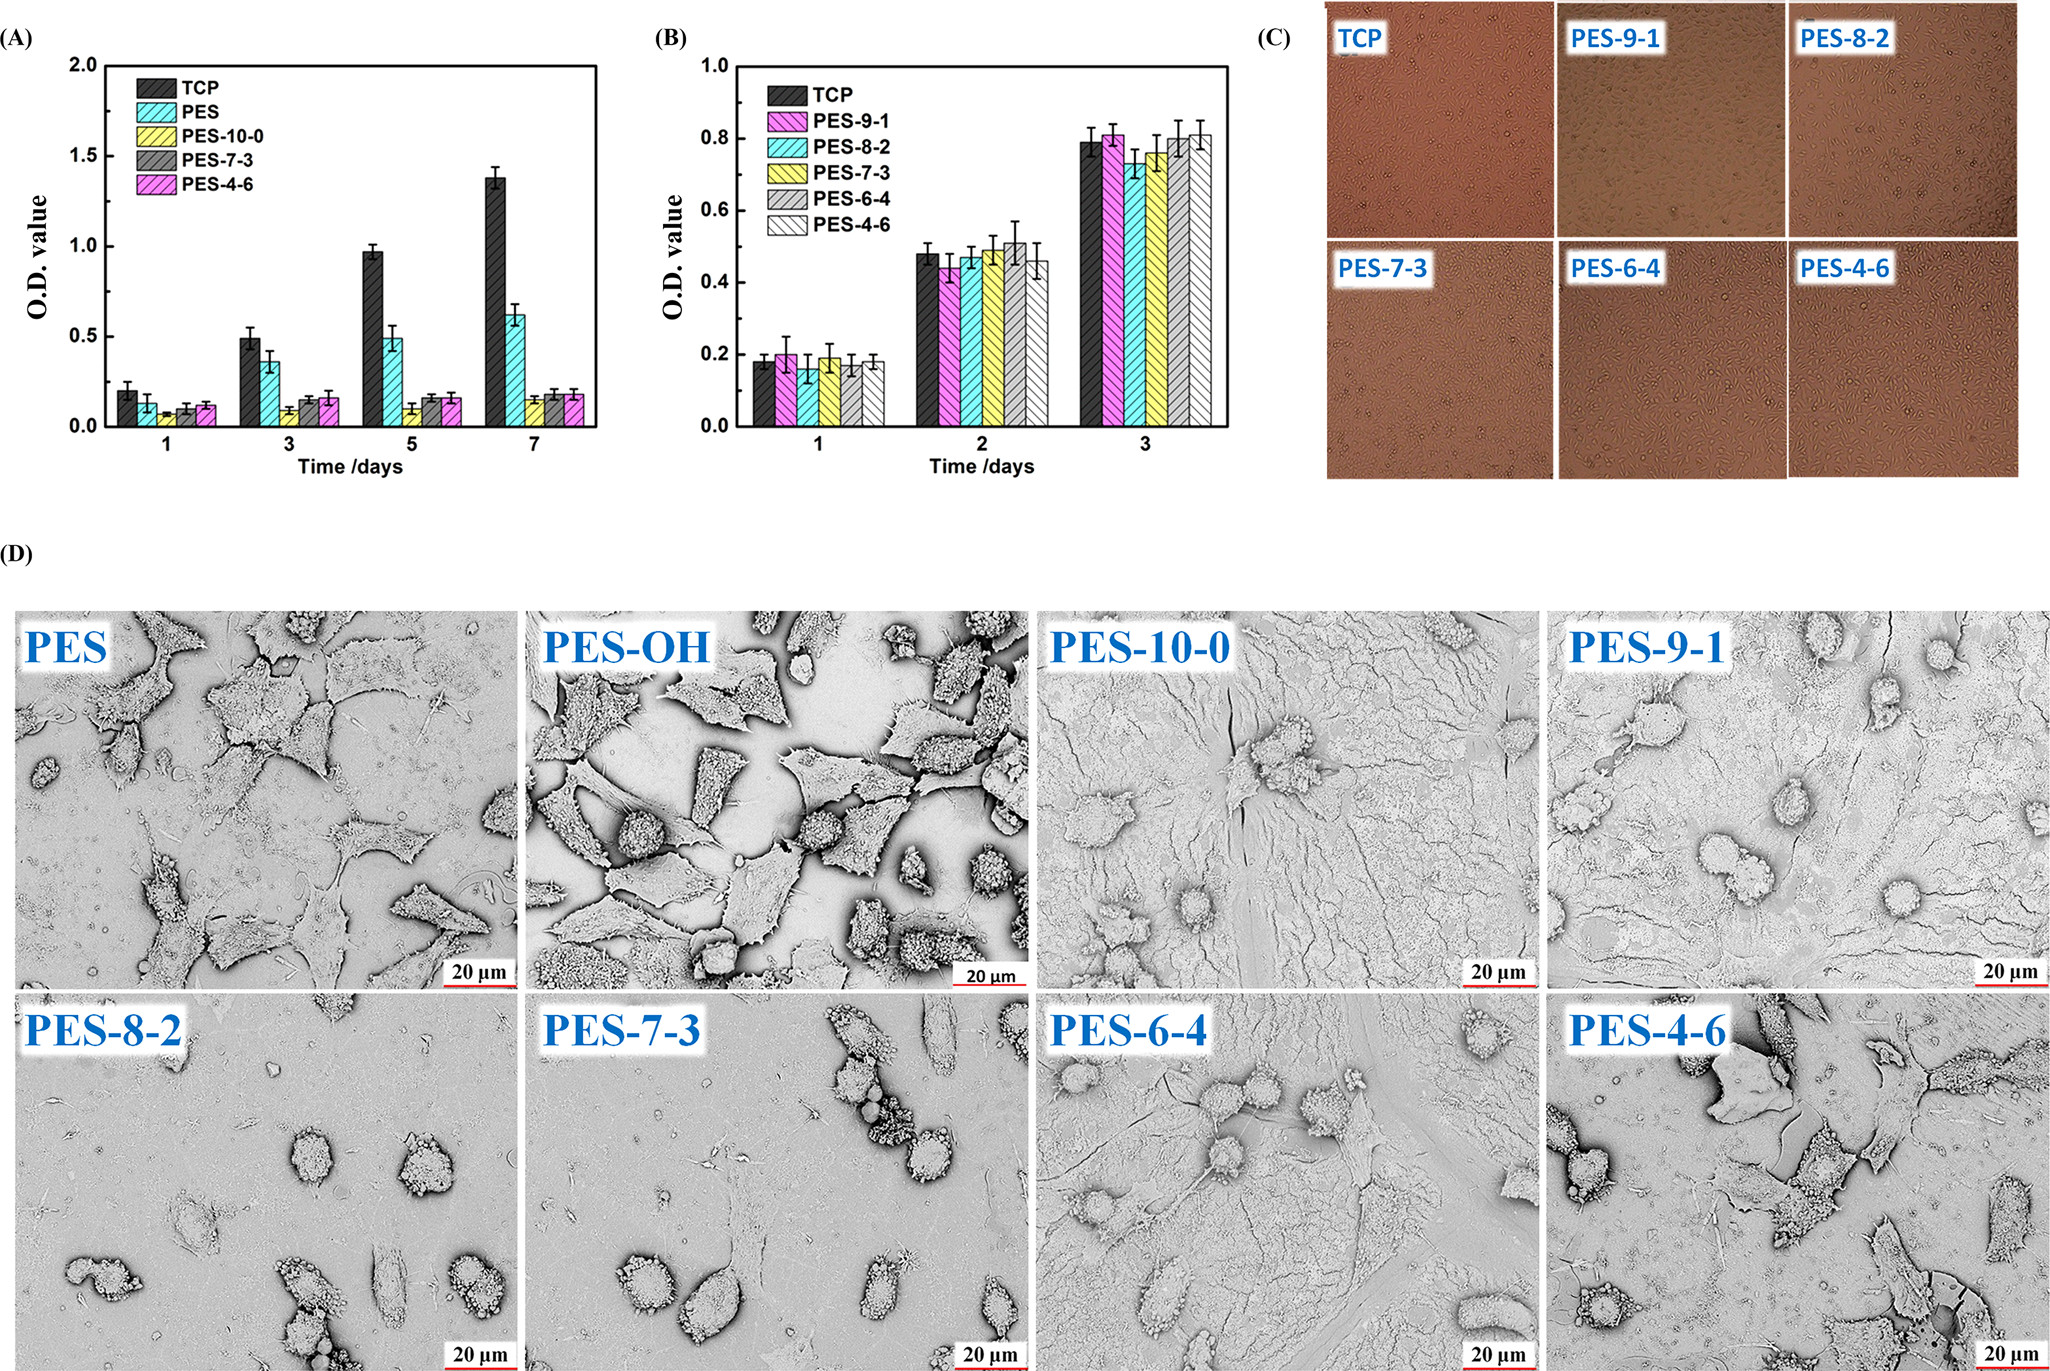 (A)
2.0
1.5
1.0
0.5
0.0
O.D. value
TCP
PES
PES-10-0
PES-7-3
PES-4-6
1 3 5 7
Time /days
(B)
1.0
0.8
0.6
0.4
0.2
0.0
O.D. value
TCP
PES-9-1
PES-8-2
PES-7-3
PES-6-4
PES-4-6
1 2 3
Time /days
(C)
TCP PES-9-1 PES-8-2
PES-7-3 PES-6-4 PES-4-6
(D)
PES PES-OH PES-10-0 PES-9-1
20 μm 20 μm 20 μm 20 μm
PES-8-2 PES-7-3 PES-6-4 PES-4-6
20 μm 20 μm 20 μm 20 μm